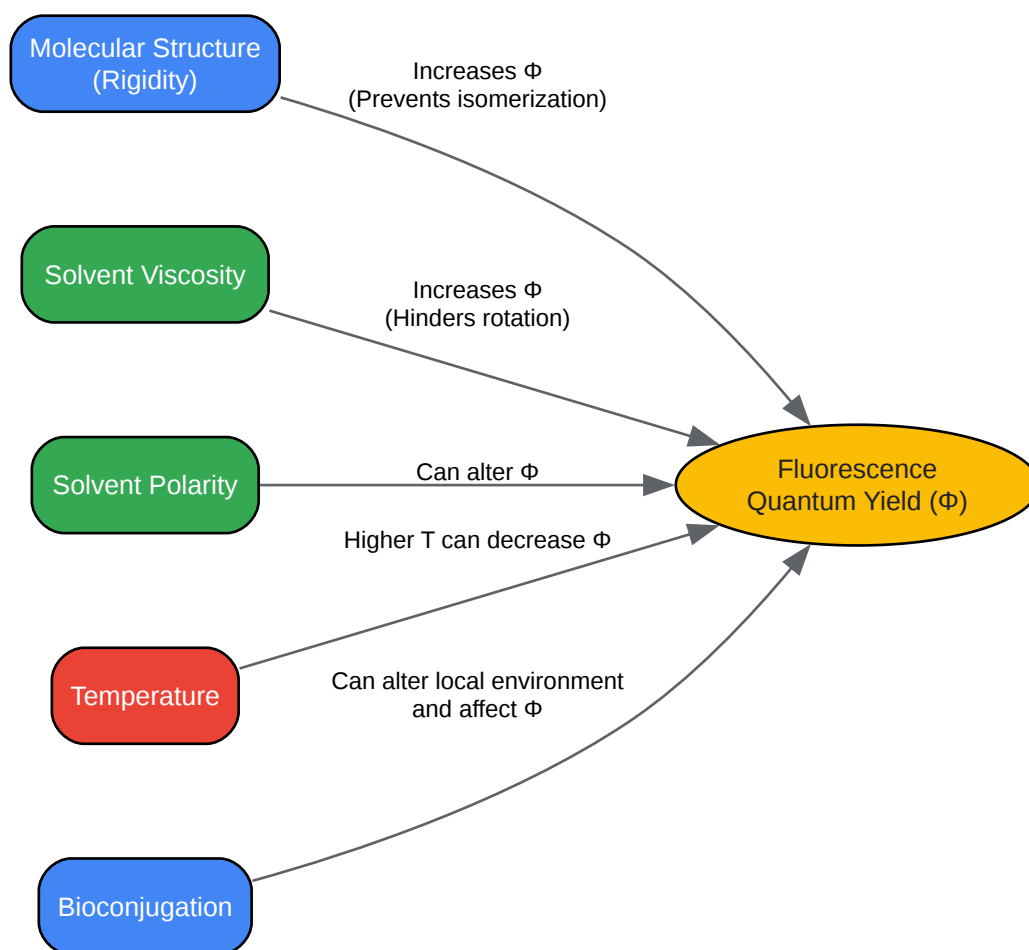 Molecular Structure
(Rigidity)
Increases Φ
(Prevents isomerization)
Solvent Viscosity
Increases Φ
(Hinders rotation)
Solvent Polarity
Can alter Φ
Fluorescence
Quantum Yield (Φ)
Higher T can decrease Φ
Temperature
Can alter local environment
and affect Φ
Bioconjugation